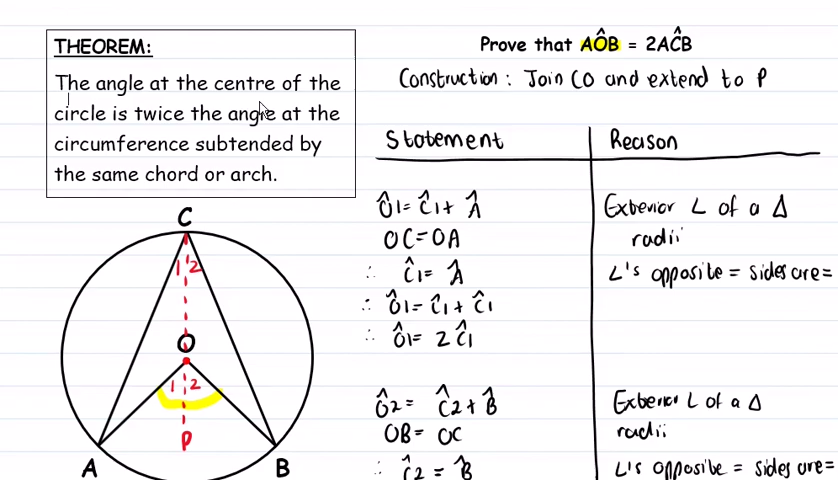 THEOREM:
The angle at the centre of the
circle is twice the angle at the
circumference subtended by
the same chord or arch.
Prove that AÔB = 2AĈB
Construction: Join CO and extend to P
Statement
Reason
Ô1= Ĉ1+ Â
Exterior ∠ of a Δ
OC=OA
radii
∴ Ĉ1= Â
∠'s opposite = sides are=
∴ Ô1= Ĉ1 + Ĉ1
∴ Ô1= 2Ĉ1
Ô2= Ĉ2 + B̂
Exterior ∠ of a Δ
OB= OC
radii
∴ Ĉ2 = B̂
∠'s opposite = sides are=
C
1 2
O
1 2
P
A
B